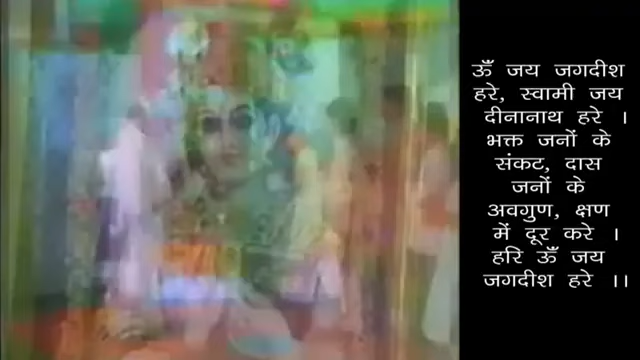 ॐ जय जगदीश
हरे, स्वामी जय
दीनानाथ हरे ।
भक्त जनों के
संकट, दास
जनों के
अवगुण, क्षण
में दूर करे ।
हरि ॐ जय
जगदीश हरे ।।